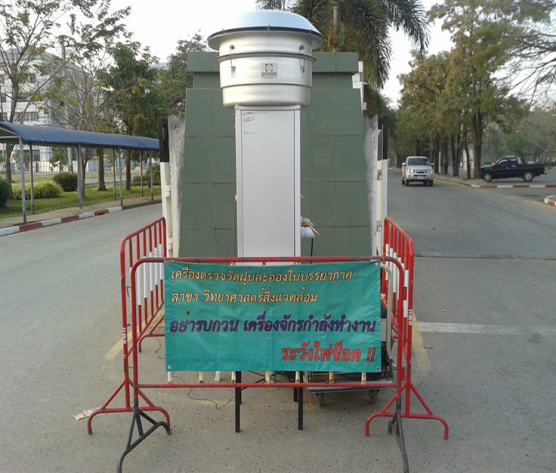 เครื่องตรวจวัดฝุ่นละอองในบรรยากาศ
สาขา วิทยาศาสตร์สิ่งแวดล้อม
อย่ารบกวน เครื่องจักรกำลังทำงาน
ระวังไฟช็อต !!